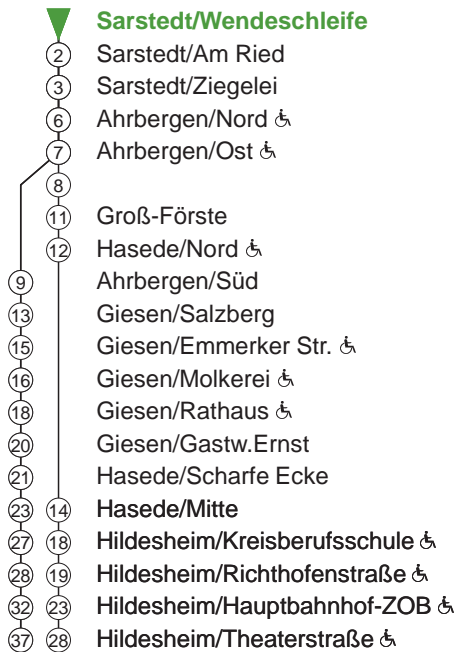 Sarstedt/Wendeschleife
2 Sarstedt/Am Ried
3 Sarstedt/Ziegelei
6 Ahrbergen/Nord
7 Ahrbergen/Ost
8
11 Groß-Förste
12 Hasede/Nord
9 Ahrbergen/Süd
13 Giesen/Salzberg
15 Giesen/Emmerker Str.
16 Giesen/Molkerei
18 Giesen/Rathaus
20 Giesen/Gastw.Ernst
21 Hasede/Scharfe Ecke
23 14 Hasede/Mitte
27 18 Hildesheim/Kreisberufsschule
28 19 Hildesheim/Richthofenstraße
32 23 Hildesheim/Hauptbahnhof-ZOB
37 28 Hildesheim/Theaterstraße